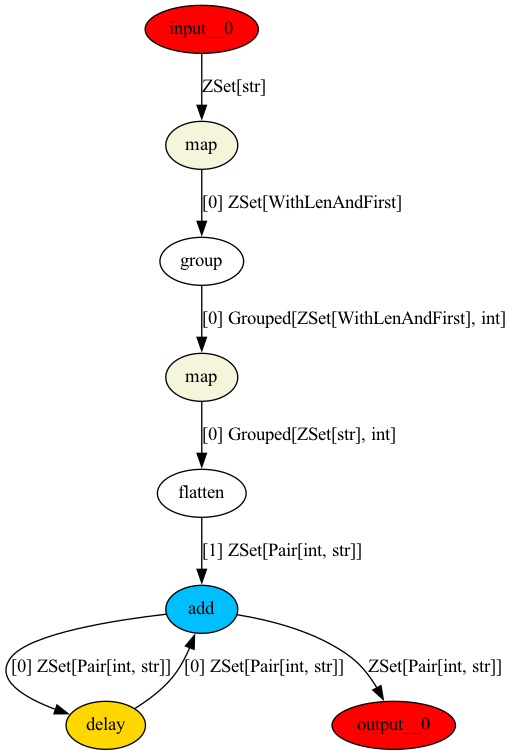 input__0
ZSet[str]
map
[0] ZSet[WithLenAndFirst]
group
[0] Grouped[ZSet[WithLenAndFirst], int]
map
[0] Grouped[ZSet[str], int]
flatten
[1] ZSet[Pair[int, str]]
add
[0] ZSet[Pair[int, str]]
[0] ZSet[Pair[int, str]]
ZSet[Pair[int, str]]
delay
output__0